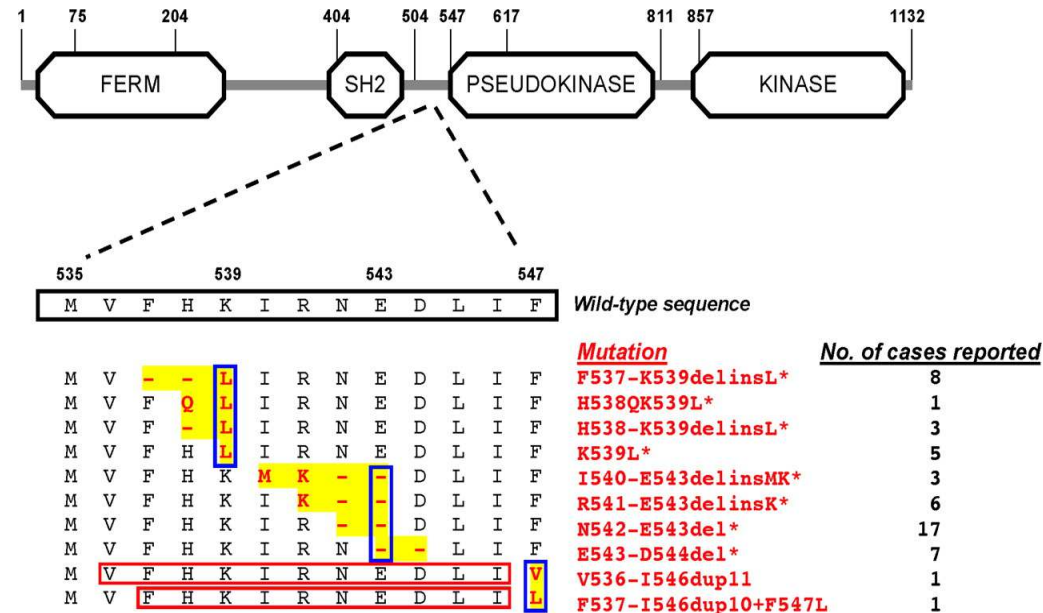 1 75 204 404 504 547 617 811 857 1132
FERM SH2 PSEUDOKINASE KINASE
535 539 543 547
M V F H K I R N E D L I F Wild-type sequence
Mutation No. of cases reported
M V - - L I R N E D L I F F537-K539delinsL* 8
M V F Q L I R N E D L I F H538QK539L* 1
M V F - L I R N E D L I F H538-K539delinsL* 3
M V F H L I R N E D L I F K539L* 5
M V F H K M K - - D L I F I540-E543delinsMK* 3
M V F H K I K - - D L I F R541-E543delinsK* 6
M V F H K I R - - D L I F N542-E543del* 17
M V F H K I R N - - L I F E543-D544del* 7
M V F H K I R N E D L I V V536-I546dup11 1
M V F H K I R N E D L I L F537-I546dup10+F547L 1